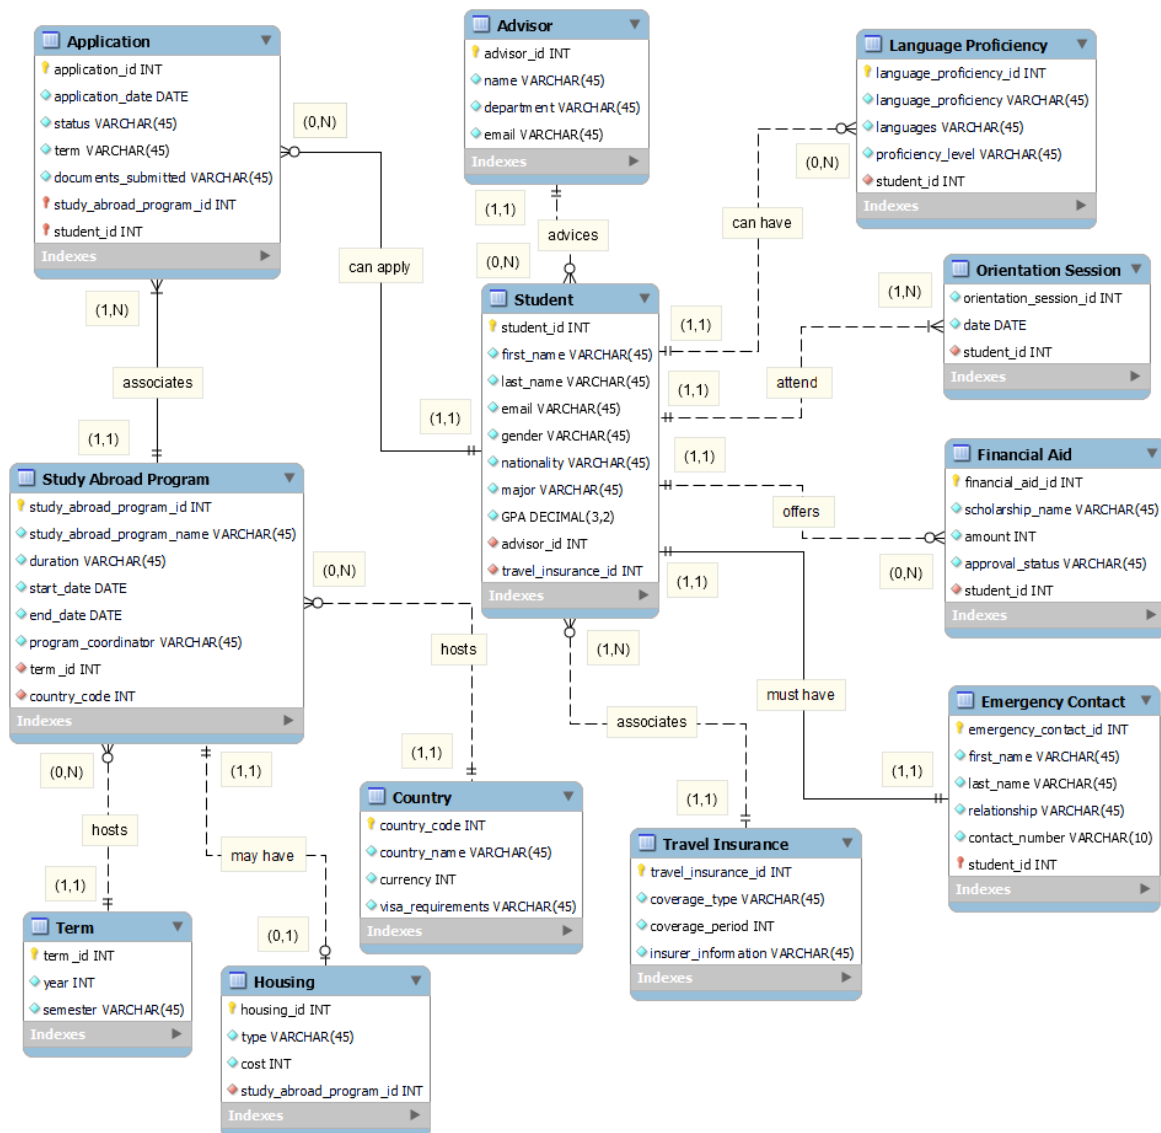 Application
application_id INT
application_date DATE
status VARCHAR(45)
term VARCHAR(45)
documents_submitted VARCHAR(45)
study_abroad_program_id INT
student_id INT
Indexes
(0,N)
can apply
(1,1)
(1,N)
associates
(1,1)
Advisor
advisor_id INT
name VARCHAR(45)
department VARCHAR(45)
email VARCHAR(45)
Indexes
(1,1)
advices
(0,N)
Language Proficiency
language_proficiency_id INT
language_proficiency VARCHAR(45)
languages VARCHAR(45)
proficiency_level VARCHAR(45)
student_id INT
Indexes
(0,N)
can have
(1,1)
Student
student_id INT
first_name VARCHAR(45)
last_name VARCHAR(45)
email VARCHAR(45)
gender VARCHAR(45)
nationality VARCHAR(45)
major VARCHAR(45)
GPA DECIMAL(3,2)
advisor_id INT
travel_insurance_id INT
Indexes
Orientation Session
orientation_session_id INT
date DATE
student_id INT
Indexes
(1,N)
attend
(1,1)
Financial Aid
financial_aid_id INT
scholarship_name VARCHAR(45)
amount INT
approval_status VARCHAR(45)
student_id INT
Indexes
(1,1)
offers
(0,N)
Study Abroad Program
study_abroad_program_id INT
study_abroad_program_name VARCHAR(45)
duration VARCHAR(45)
start_date DATE
end_date DATE
program_coordinator VARCHAR(45)
term_id INT
country_code INT
Indexes
(0,N)
hosts
(1,1)
(1,1)
must have
(1,1)
(1,N)
associates
(1,1)
Emergency Contact
emergency_contact_id INT
first_name VARCHAR(45)
last_name VARCHAR(45)
relationship VARCHAR(45)
contact_number VARCHAR(10)
student_id INT
Indexes
(0,N)
hosts
(1,1)
(1,1)
may have
(0,1)
Country
country_code INT
country_name VARCHAR(45)
currency INT
visa_requirements VARCHAR(45)
Indexes
Travel Insurance
travel_insurance_id INT
coverage_type VARCHAR(45)
coverage_period INT
insurer_information VARCHAR(45)
Indexes
Term
term_id INT
year INT
semester VARCHAR(45)
Indexes
Housing
housing_id INT
type VARCHAR(45)
cost INT
study_abroad_program_id INT
Indexes